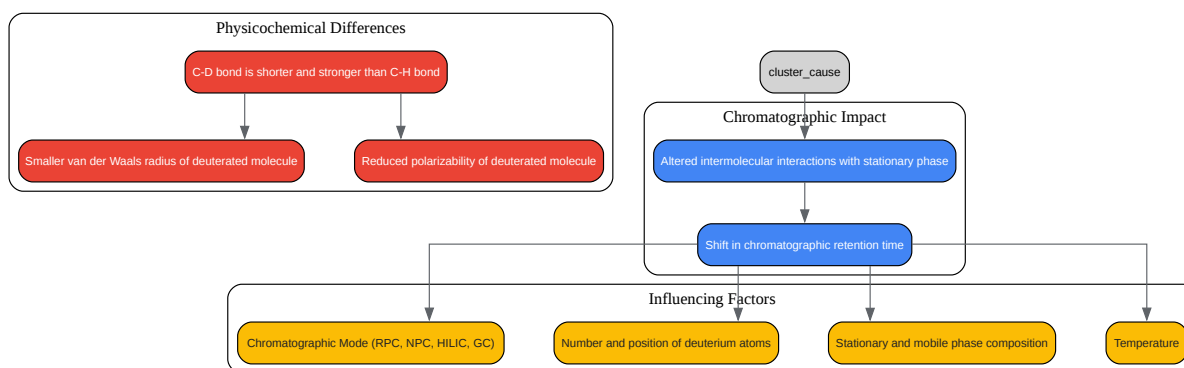 Physicochemical Differences
C-D bond is shorter and stronger than C-H bond
Smaller van der Waals radius of deuterated molecule
Reduced polarizability of deuterated molecule
cluster_cause
Chromatographic Impact
Altered intermolecular interactions with stationary phase
Shift in chromatographic retention time
Influencing Factors
Chromatographic Mode (RPC, NPC, HILIC, GC)
Number and position of deuterium atoms
Stationary and mobile phase composition
Temperature